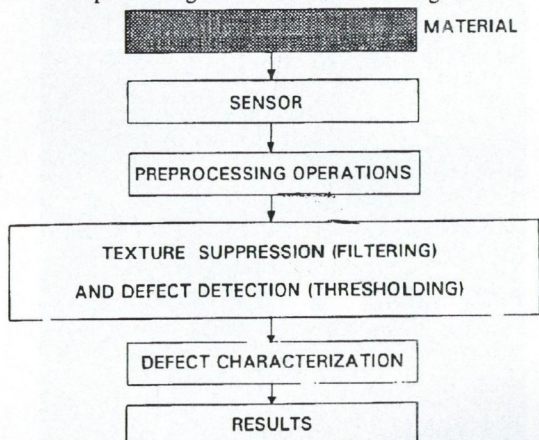 MATERIAL
SENSOR
PREPROCESSING OPERATIONS
TEXTURE SUPPRESSION (FILTERING)
AND DEFECT DETECTION (THRESHOLDING)
DEFECT CHARACTERIZATION
RESULTS